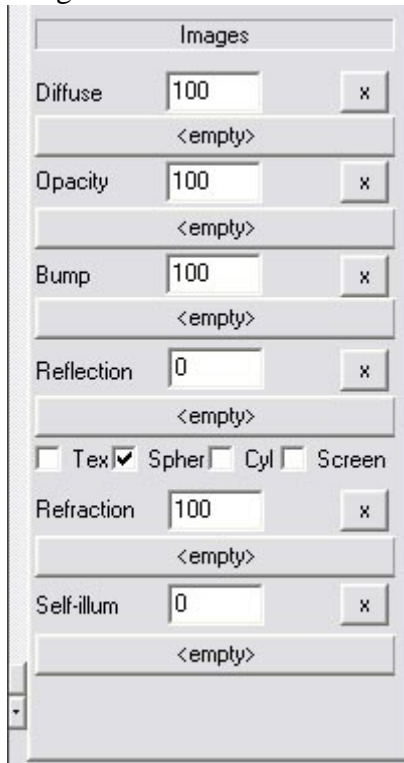 Images
Diffuse 100 x
<empty>
Opacity 100 x
<empty>
Bump 100 x
<empty>
Reflection 0 x
<empty>
Tex Spher Cyl Screen
Refraction 100 x
<empty>
Self-illum 0 x
<empty>